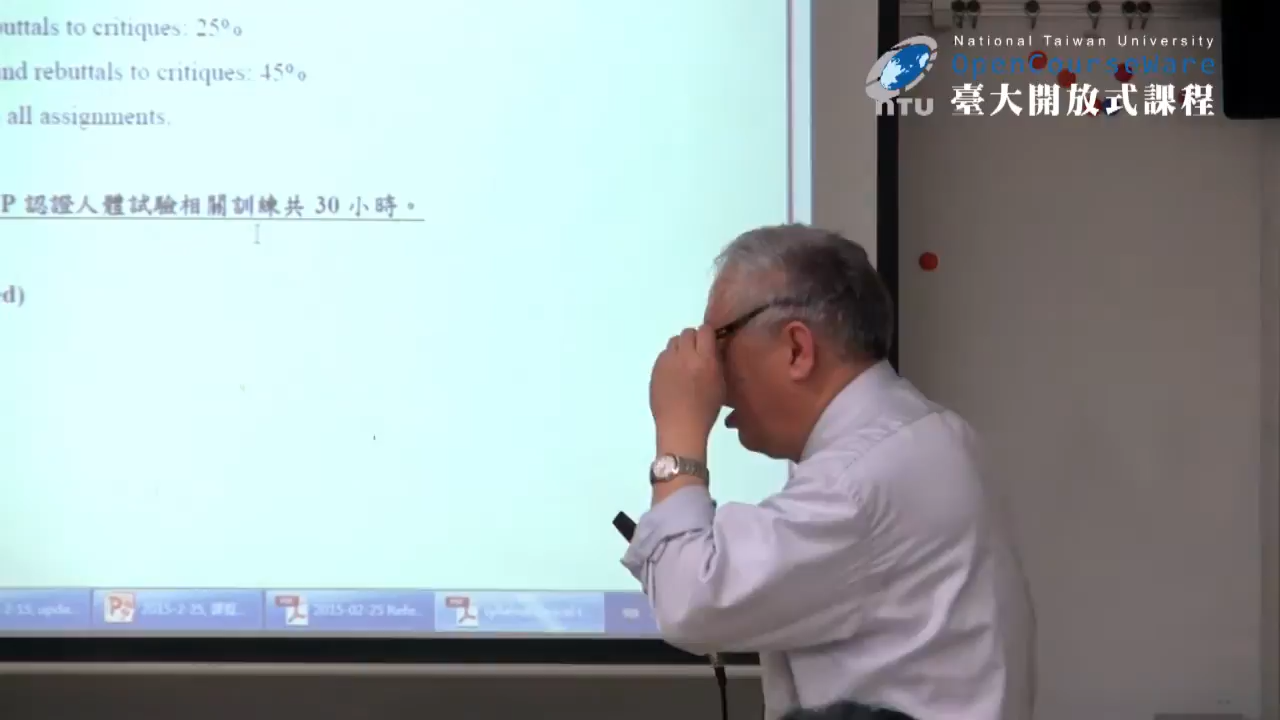 uttals to critiques: 25%
nd rebuttals to critiques: 45%
all assignments.
P 認證人體試驗相關訓練共 30 小時。
ed)
National Taiwan University
OpenCourseWare
NTU 臺大開放式課程
2015-2-25, 課程...
2015-02-25 Refe...